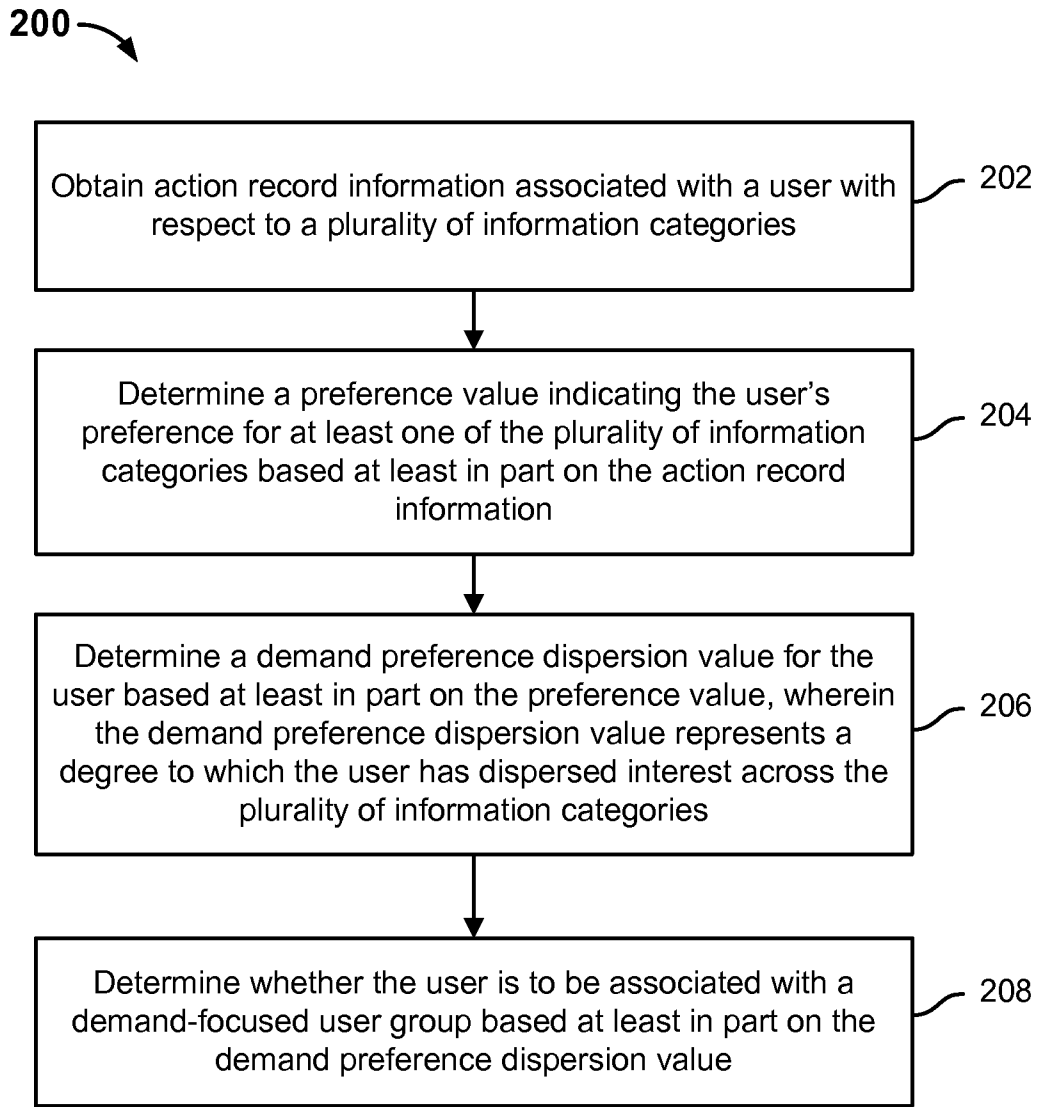 200
Obtain action record information associated with a user with
respect to a plurality of information categories
202
Determine a preference value indicating the user’s
preference for at least one of the plurality of information
categories based at least in part on the action record
information
204
Determine a demand preference dispersion value for the
user based at least in part on the preference value, wherein
the demand preference dispersion value represents a
degree to which the user has dispersed interest across the
plurality of information categories
206
Determine whether the user is to be associated with a
demand-focused user group based at least in part on the
demand preference dispersion value
208